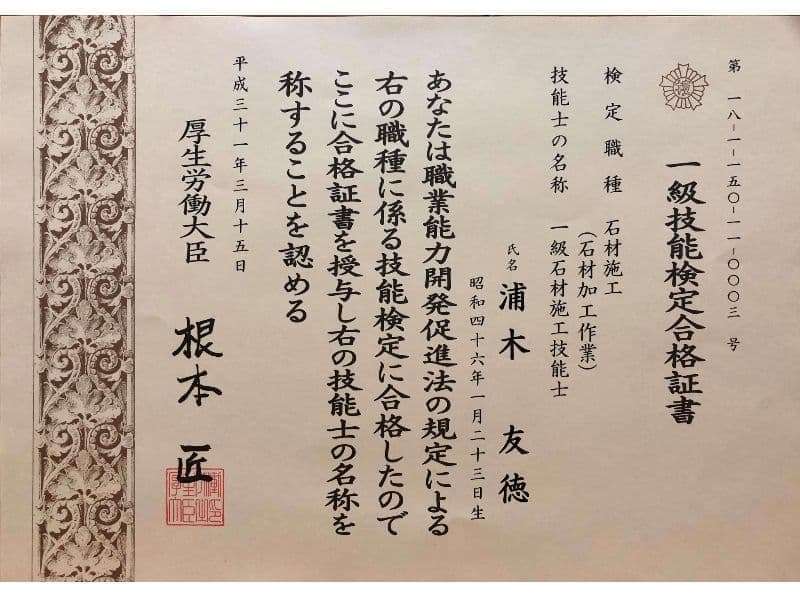 第 一八-一-一五〇-一一-〇〇〇三 号
一級技能検定合格証書
検定職種 石材施工
(石材加工作業)
技能士の名称 一級石材施工技能士
氏名 浦木 友徳
昭和四十六年一月二十三日生
あなたは職業能力開発促進法の規定による
右の職種に係る技能検定に合格したので
ここに合格証書を授与し右の技能士の名称を
称することを認める
平成三十一年三月十五日
厚生労働大臣 根本 匠